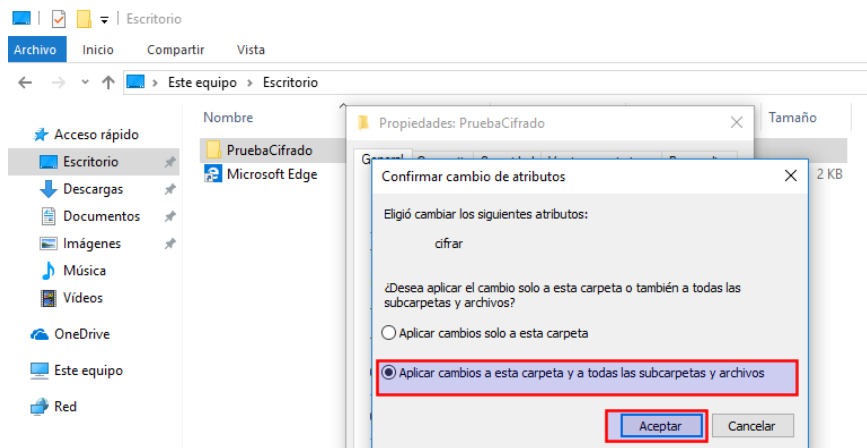 Escritorio
Archivo Inicio Compartir Vista
Este equipo > Escritorio
Nombre
Tamaño
Acceso rápido
Escritorio
Descargas
Documentos
Imágenes
Música
Vídeos
OneDrive
Este equipo
Red
PruebaCifrado
Microsoft Edge
2 KB
Propiedades: PruebaCifrado
Confirmar cambio de atributos
Eligió cambiar los siguientes atributos:
cifrar
¿Desea aplicar el cambio solo a esta carpeta o también a todas las
subcarpetas y archivos?
Aplicar cambios solo a esta carpeta
Aplicar cambios a esta carpeta y a todas las subcarpetas y archivos
Aceptar Cancelar